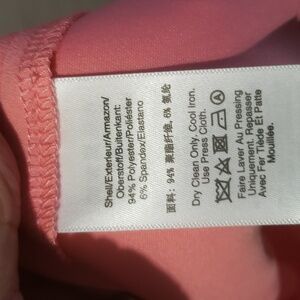 Shell/Exterieur/Armazon/
Oberstoff/Buitenkant:
94% Polyester/Poliéster
6% Spandex/Elastano
面料: 94% 聚酯纤维, 6% 氨纶
Dry Clean Only, Cool Iron.
Use Press Cloth.
Faire Laver Au Pressing
Uniquement. Repasser
Avec Fer Tiède Et Patte
Mouillée.